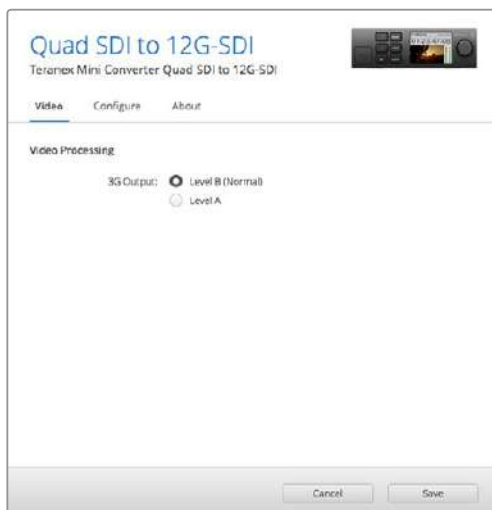 Quad SDI to 12G-SDI
Teranex Mini Converter Quad SDI to 12G-SDI
Video Configure About
Video Processing
3G Output: Level B (Normal)
Level A
Cancel Save